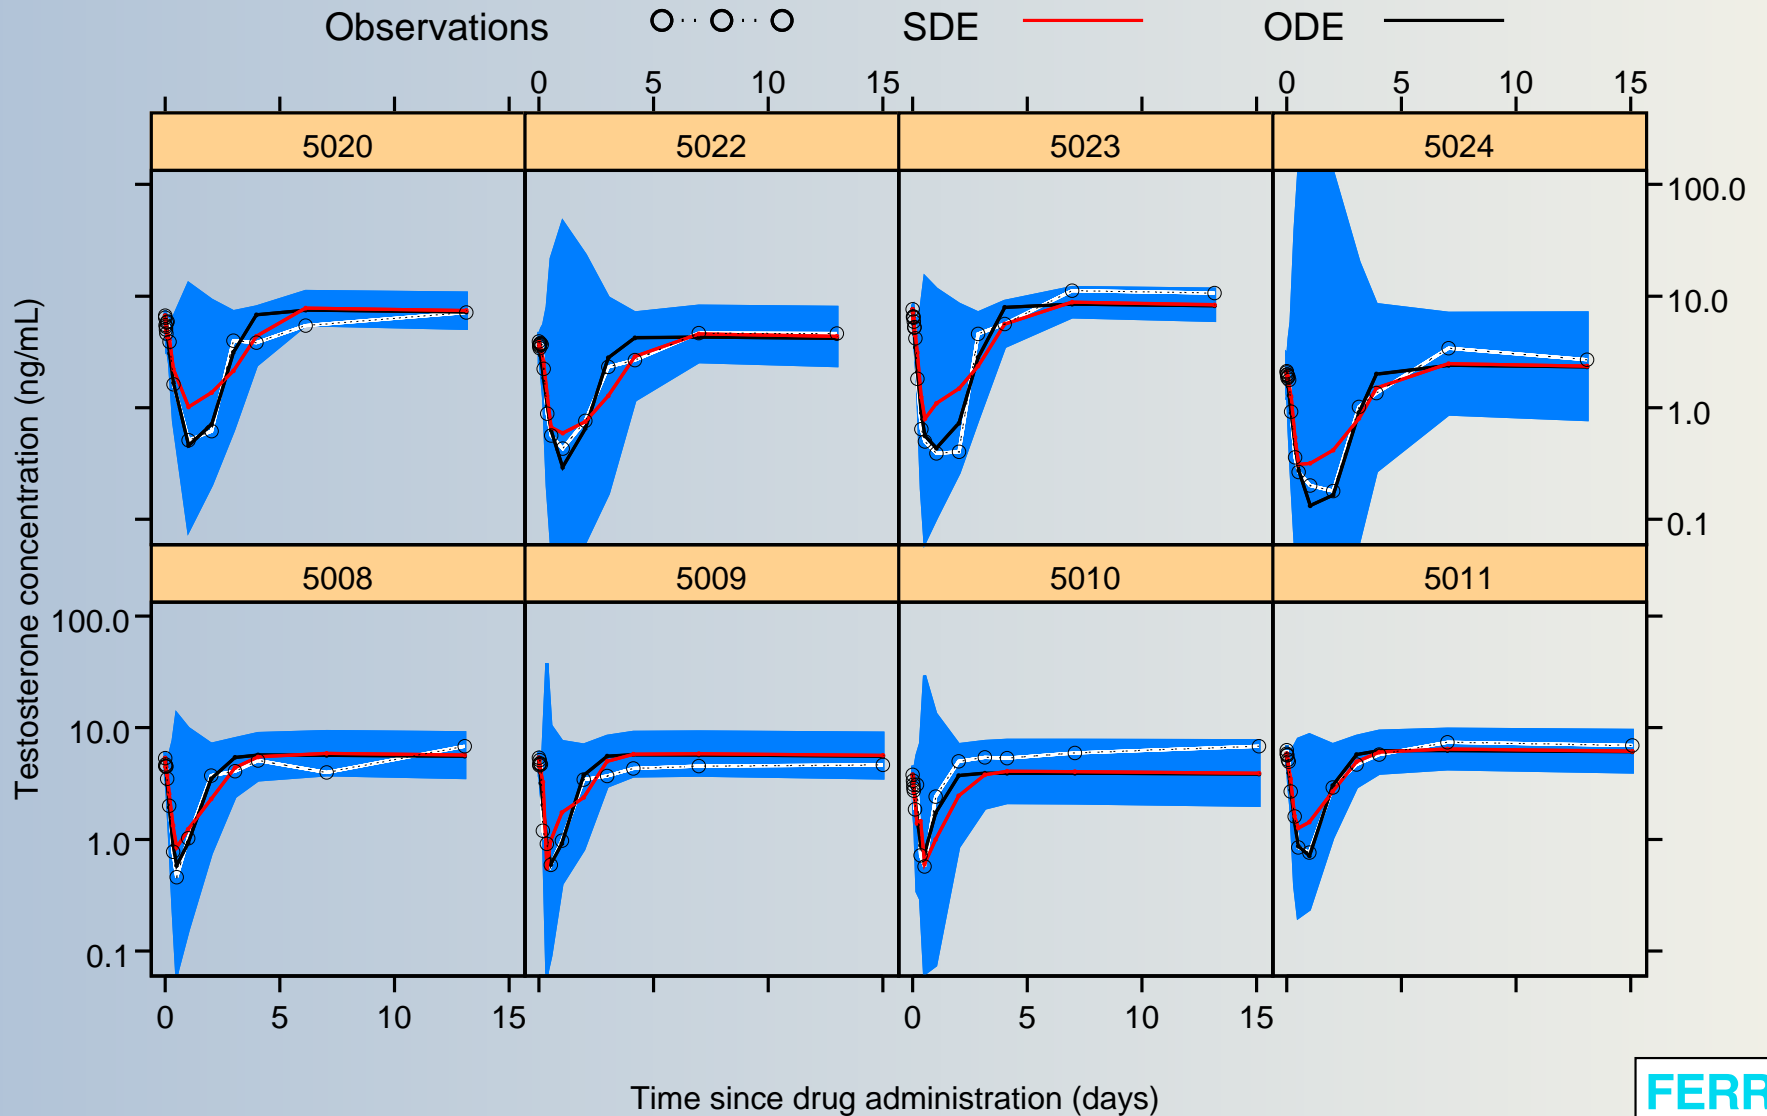 Observations SDE ODE
0 5 10 15 0 5 10 15
5020 5022 5023 5024
100.0
10.0
1.0
0.1
Testosterone concentration (ng/mL)
5008 5009 5010 5011
100.0
10.0
1.0
0.1
0 5 10 15 0 5 10 15
Time since drug administration (days)
FERR